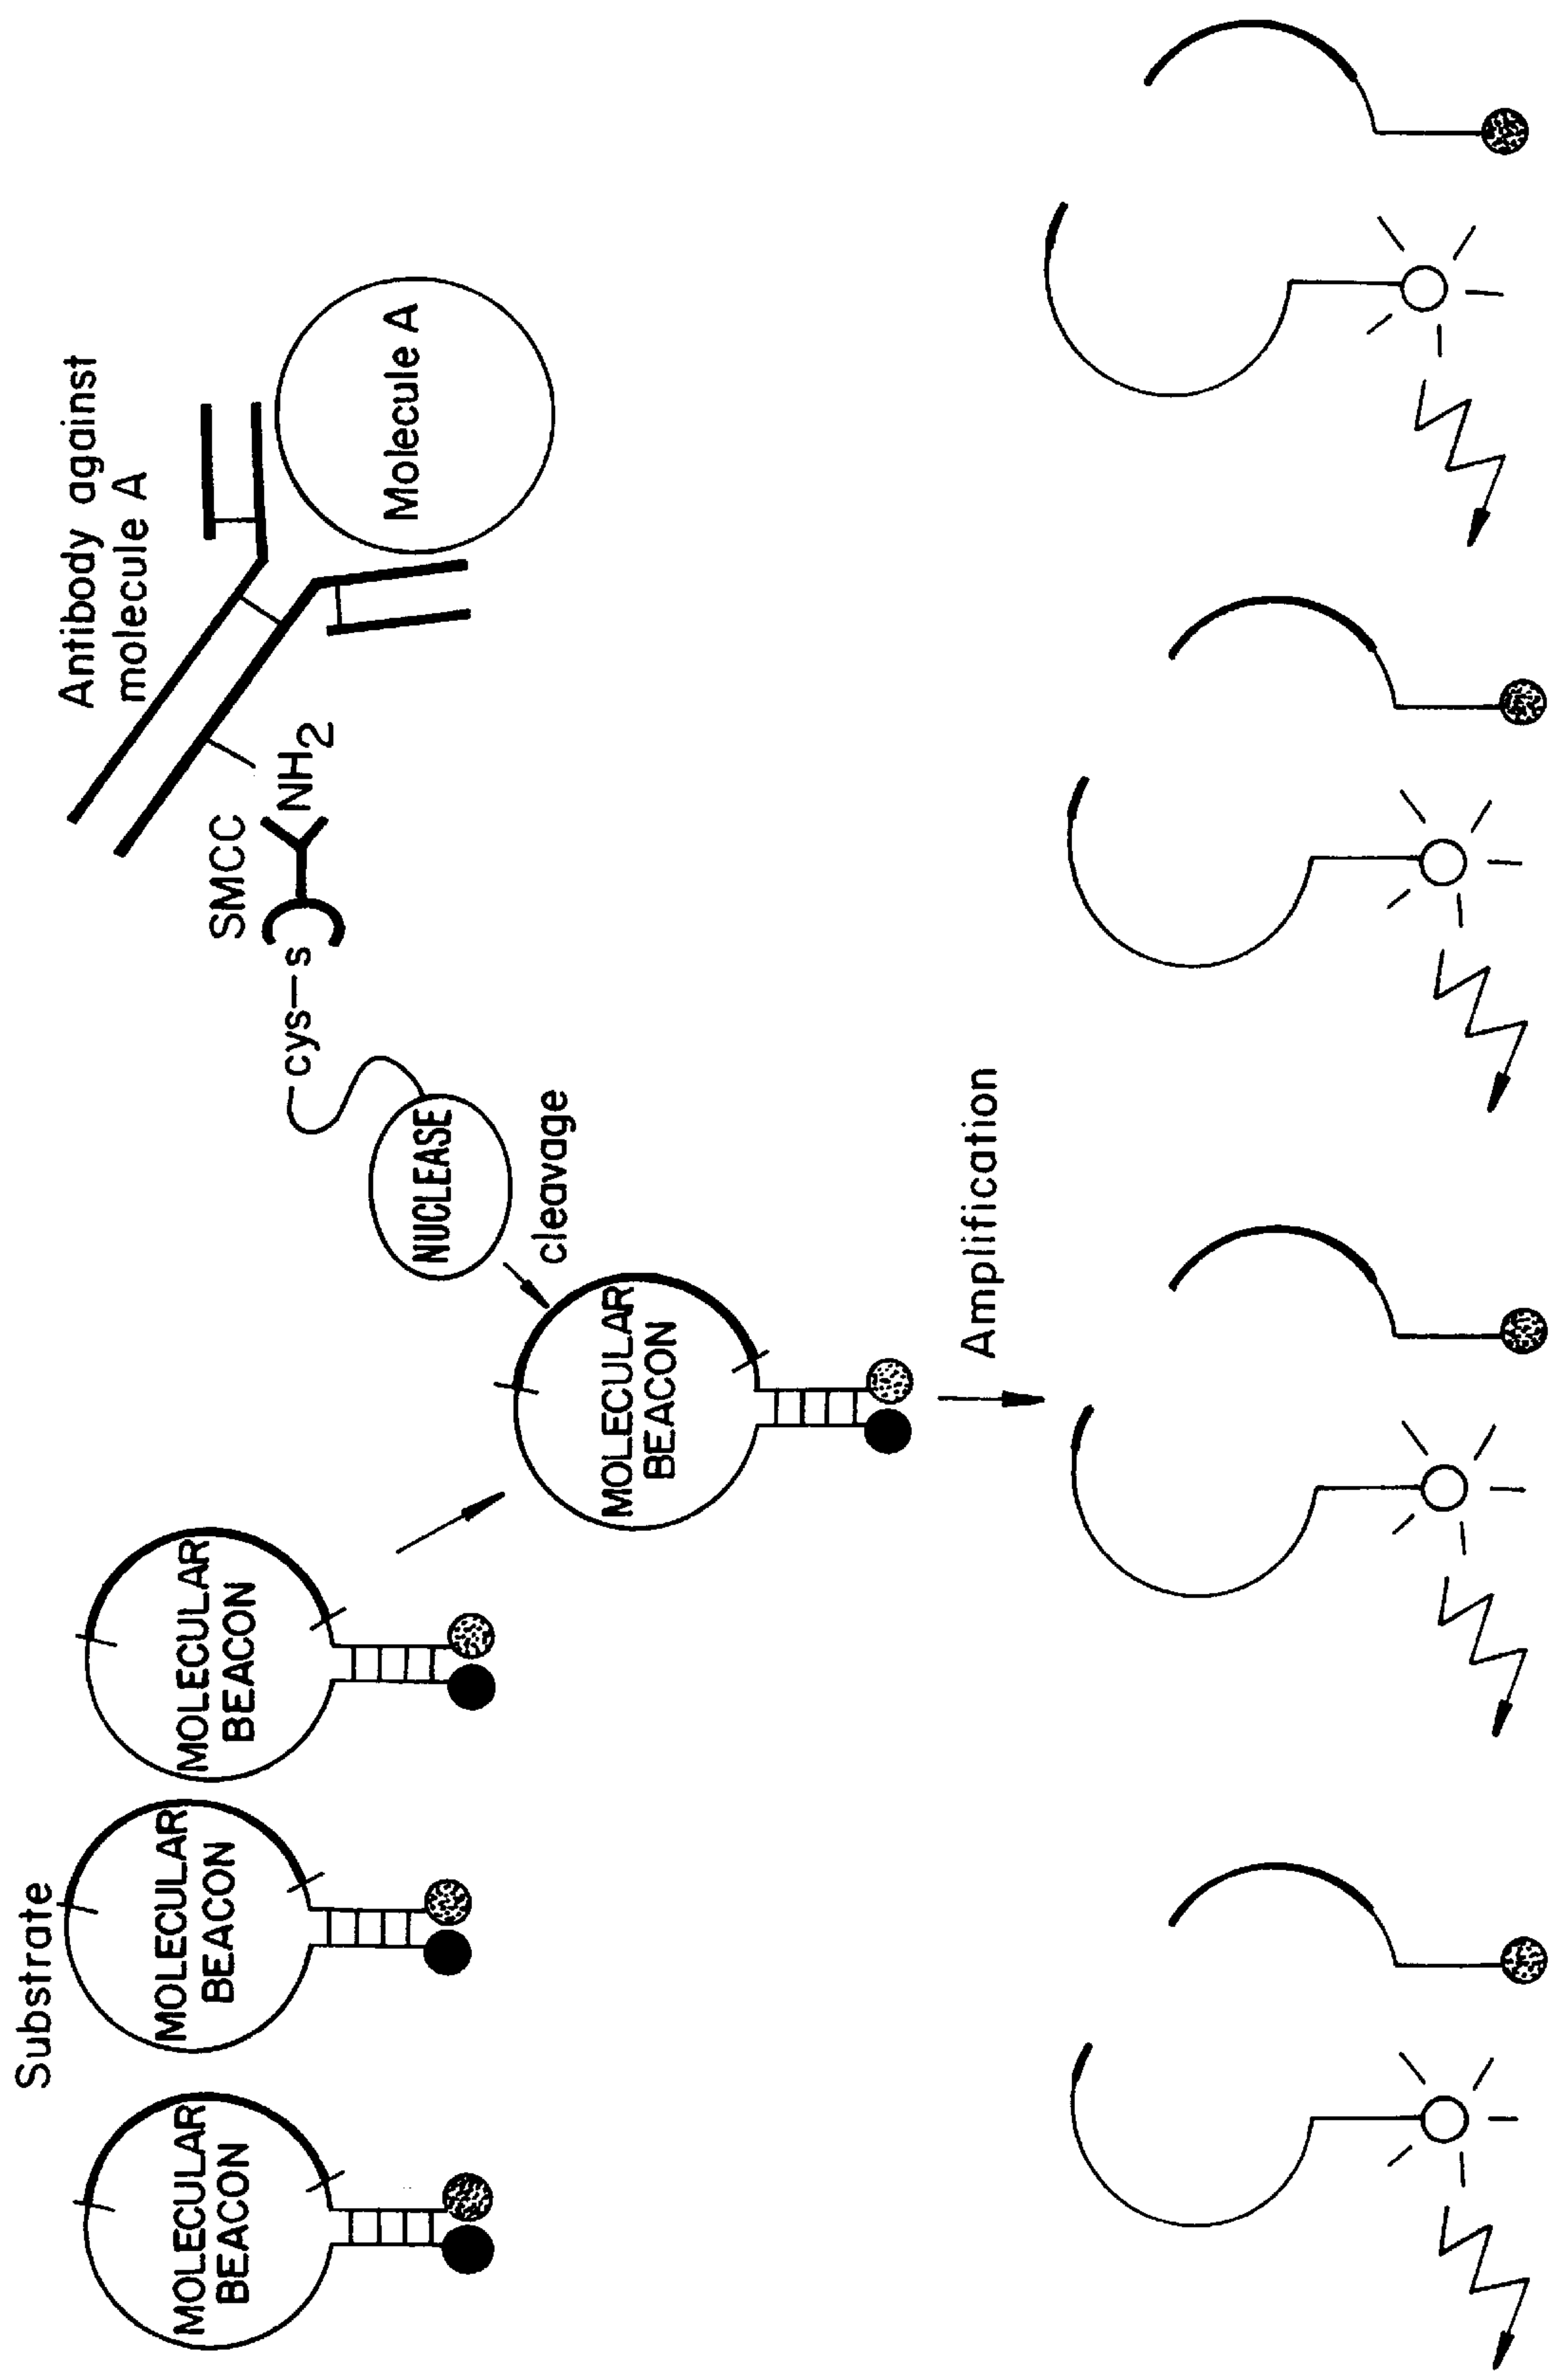 Substrate
MOLECULAR
BEACON
MOLECULAR
BEACON
MOLECULAR
BEACON
MOLECULAR
BEACON
NUCLEASE
cleavage
cys–s
SMCC
NH2
Antibody against
molecule A
Molecule A
Amplification